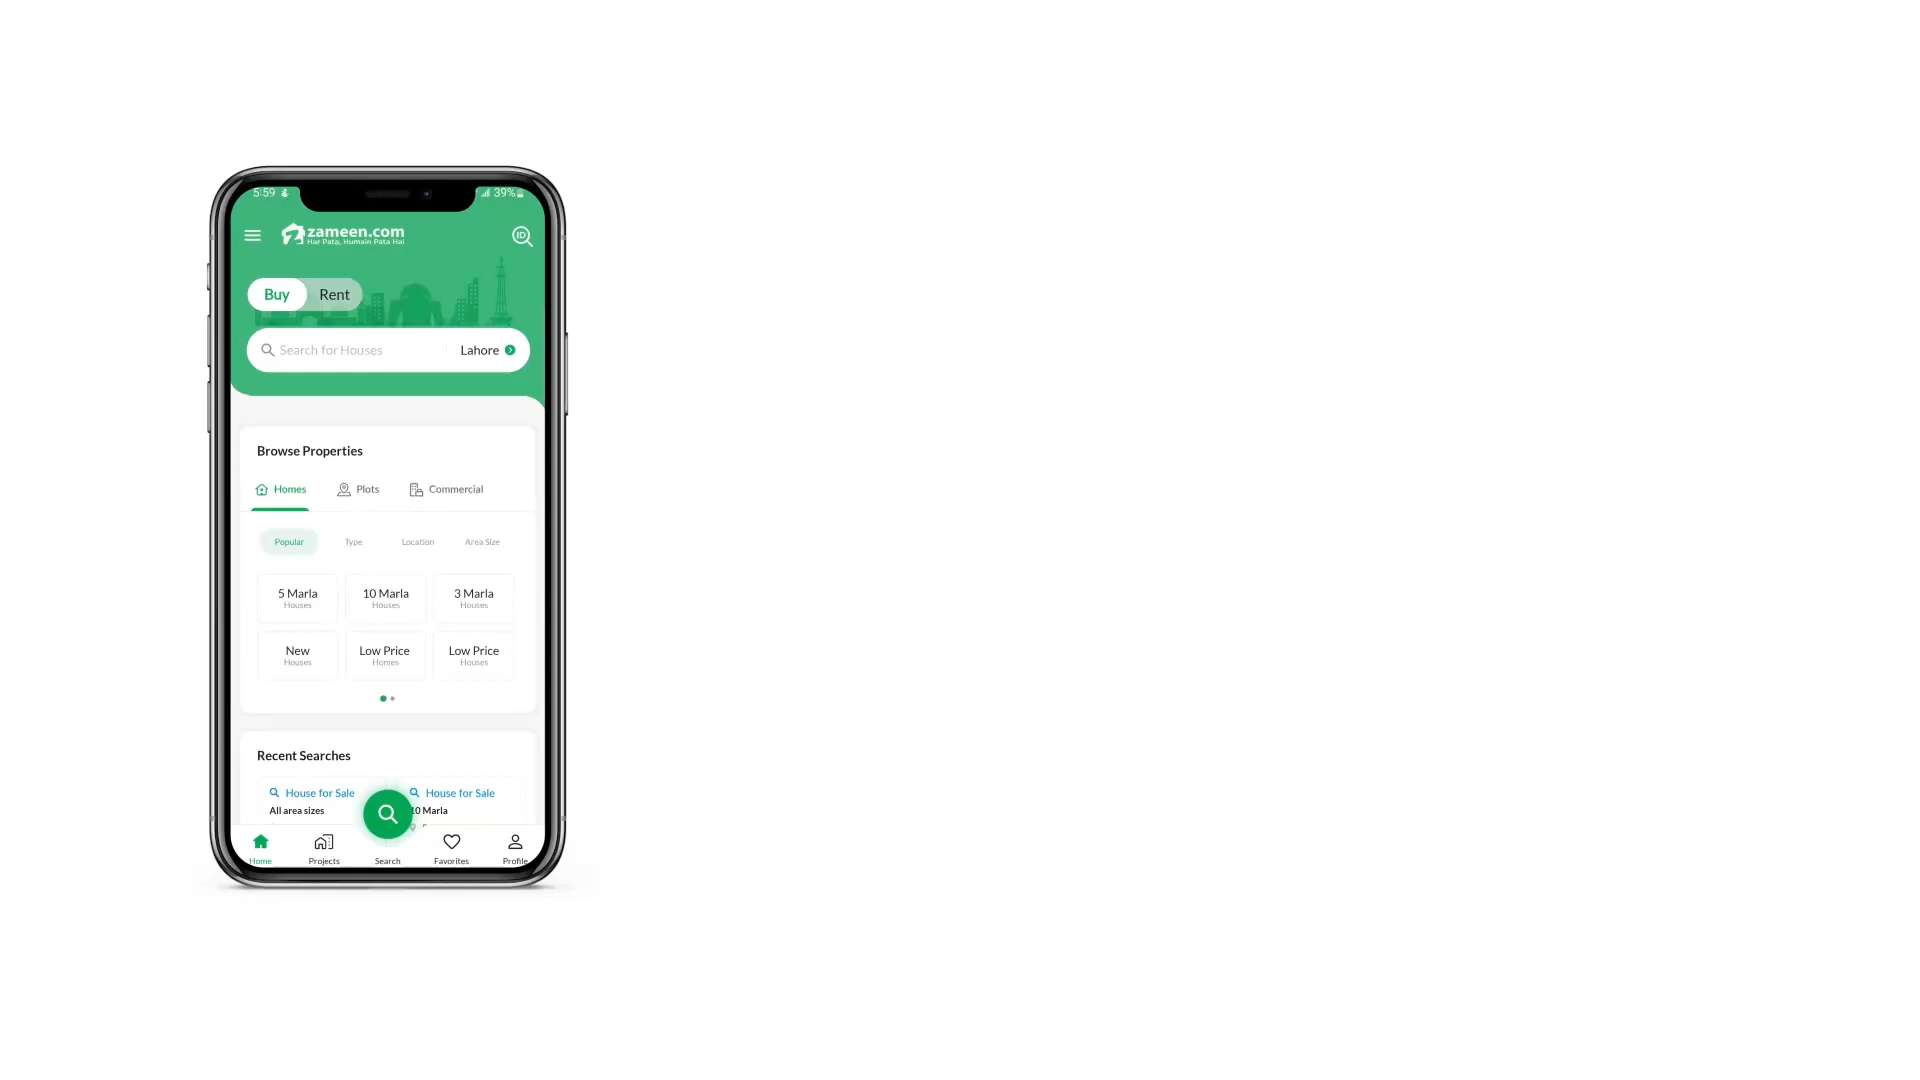 5:59
39%
zameen.com
Har Pata, Humain Pata Hai
ID
Buy
Rent
Search for Houses
Lahore
Browse Properties
Homes
Plots
Commercial
Popular
Type
Location
Area Size
5 Marla
Houses
10 Marla
Houses
3 Marla
Houses
New
Houses
Low Price
Homes
Low Price
Houses
Recent Searches
House for Sale
All area sizes
House for Sale
10 Marla
Home
Projects
Search
Favorites
Profile